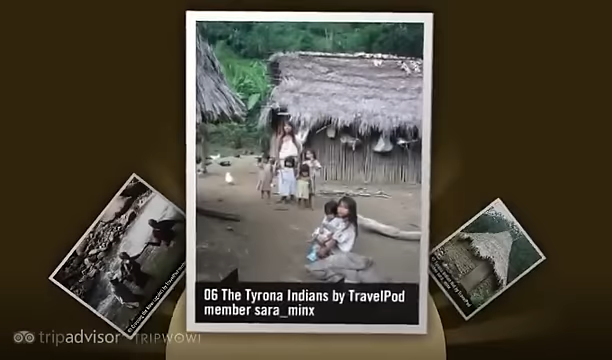 06 The Tyrona Indians by TravelPod
member sara_minx
tripadvisor TRIPWOW!